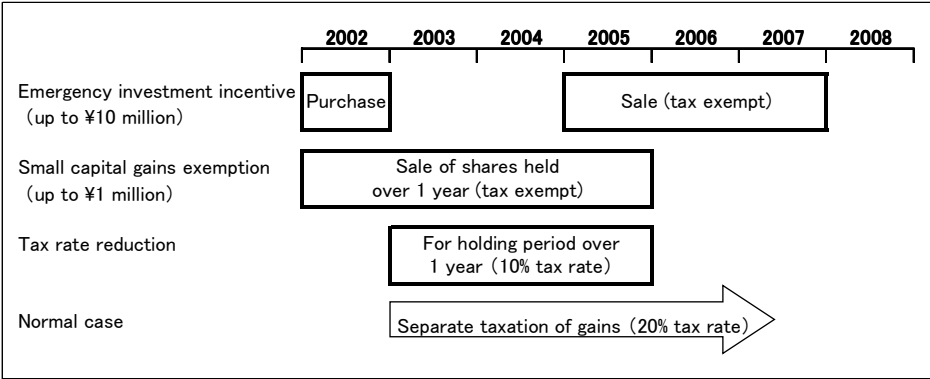 2002 2003 2004 2005 2006 2007 2008
Emergency investment incentive
（up to ¥10 million）
Purchase
Sale (tax exempt)
Small capital gains exemption
（up to ¥1 million）
Sale of shares held
over 1 year (tax exempt)
Tax rate reduction
For holding period over
1 year （10% tax rate）
Normal case
Separate taxation of gains （20% tax rate）